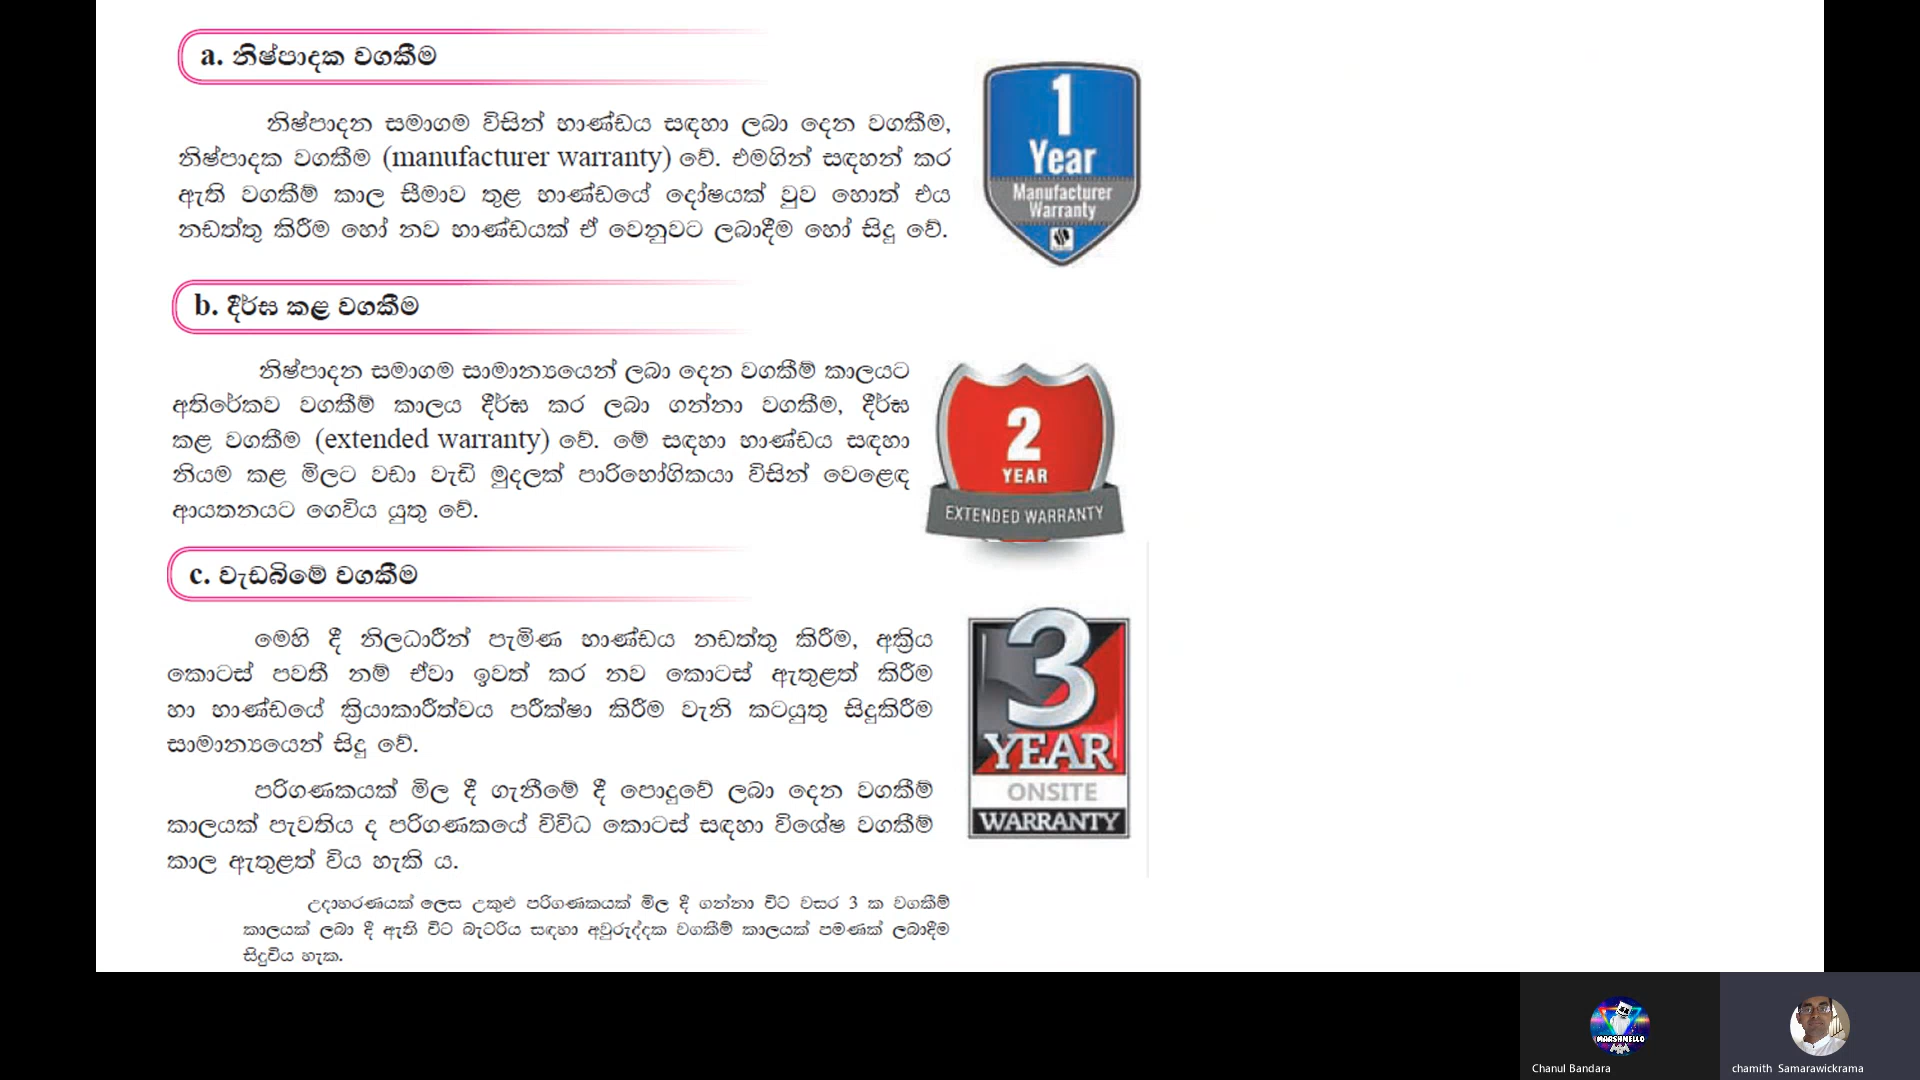 a. නිෂ්පාදක වගකීම
නිෂ්පාදන සමාගම විසින් භාණ්ඩය සඳහා ලබා දෙන වගකීම,
නිෂ්පාදක වගකීම (manufacturer warranty) වේ. එමගින් සඳහන් කර
ඇති වගකීම් කාල සීමාව තුළ භාණ්ඩයේ දෝෂයක් වුව හොත් එය
නඩත්තු කිරීම හෝ නව භාණ්ඩයක් ඒ වෙනුවට ලබාදීම හෝ සිදු වේ.
1
Year
Manufacturer
Warranty
b. දීර්ඝ කළ වගකීම
නිෂ්පාදන සමාගම සාමාන්‍යයෙන් ලබා දෙන වගකීම් කාලයට
අතිරේකව වගකීම් කාලය දීර්ඝ කර ලබා ගන්නා වගකීම, දීර්ඝ
කළ වගකීම (extended warranty) වේ. මේ සඳහා භාණ්ඩය සඳහා
නියම කළ මිලට වඩා වැඩි මුදලක් පාරිභෝගිකයා විසින් වෙළෙඳ
ආයතනයට ගෙවිය යුතු වේ.
2
YEAR
EXTENDED WARRANTY
c. වැඩබිමේ වගකීම
මෙහි දී නිලධාරීන් පැමිණ භාණ්ඩය නඩත්තු කිරීම, අක්‍රිය
කොටස් පවතී නම් ඒවා ඉවත් කර නව කොටස් ඇතුළත් කිරීම
හා භාණ්ඩයේ ක්‍රියාකාරීත්වය පරීක්ෂා කිරීම වැනි කටයුතු සිදුකිරීම
සාමාන්‍යයෙන් සිදු වේ.
පරිගණකයක් මිල දී ගැනීමේ දී පොදුවේ ලබා දෙන වගකීම්
කාලයක් පැවතිය ද පරිගණකයේ විවිධ කොටස් සඳහා විශේෂ වගකීම්
කාල ඇතුළත් විය හැකි ය.
3
YEAR
ONSITE
WARRANTY
උදාහරණයක් ලෙස උකුළු පරිගණකයක් මිල දී ගන්නා විට වසර 3 ක වගකීම්
කාලයක් ලබා දී ඇති විට බැටරිය සඳහා අවුරුද්දක වගකීම් කාලයක් පමණක් ලබාදීම
සිදුවිය හැක.
MARSHMELLO
Chanul Bandara
chamith Samarawickrama